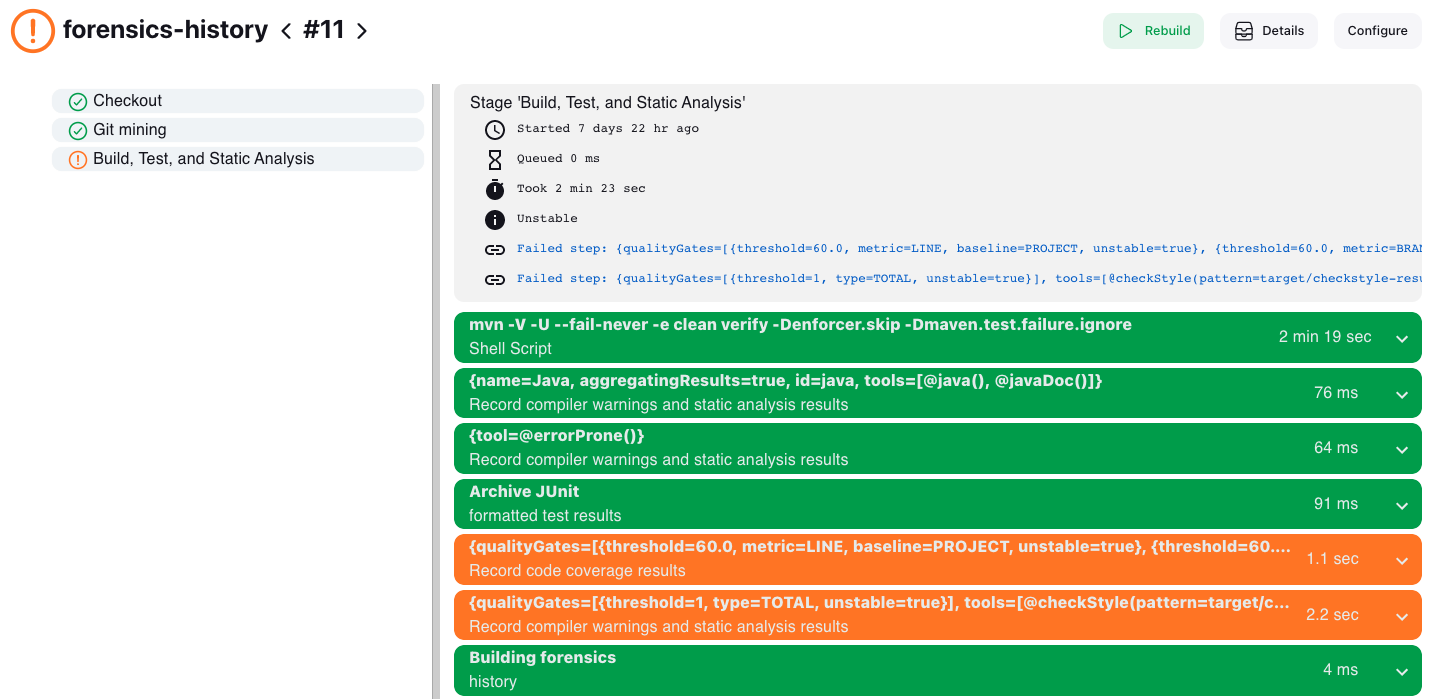 forensics-history < #11 >
Rebuild
Details
Configure
Checkout
Git mining
Build, Test, and Static Analysis
Stage 'Build, Test, and Static Analysis'
Started 7 days 22 hr ago
Queued 0 ms
Took 2 min 23 sec
Unstable
Failed step: {qualityGates=[{threshold=60.0, metric=LINE, baseline=PROJECT, unstable=true}, {threshold=60.0, metric=BRAN
Failed step: {qualityGates=[{threshold=1, type=TOTAL, unstable=true}], tools=[@checkStyle(pattern=target/checkstyle-resu
mvn -V -U --fail-never -e clean verify -Denforcer.skip -Dmaven.test.failure.ignore
Shell Script
2 min 19 sec
{name=Java, aggregatingResults=true, id=java, tools=[@java(), @javaDoc()]}
Record compiler warnings and static analysis results
76 ms
{tool=@errorProne()}
Record compiler warnings and static analysis results
64 ms
Archive JUnit
formatted test results
91 ms
{qualityGates=[{threshold=60.0, metric=LINE, baseline=PROJECT, unstable=true}, {threshold=60....
Record code coverage results
1.1 sec
{qualityGates=[{threshold=1, type=TOTAL, unstable=true}], tools=[@checkStyle(pattern=target/c...
Record compiler warnings and static analysis results
2.2 sec
Building forensics
history
4 ms